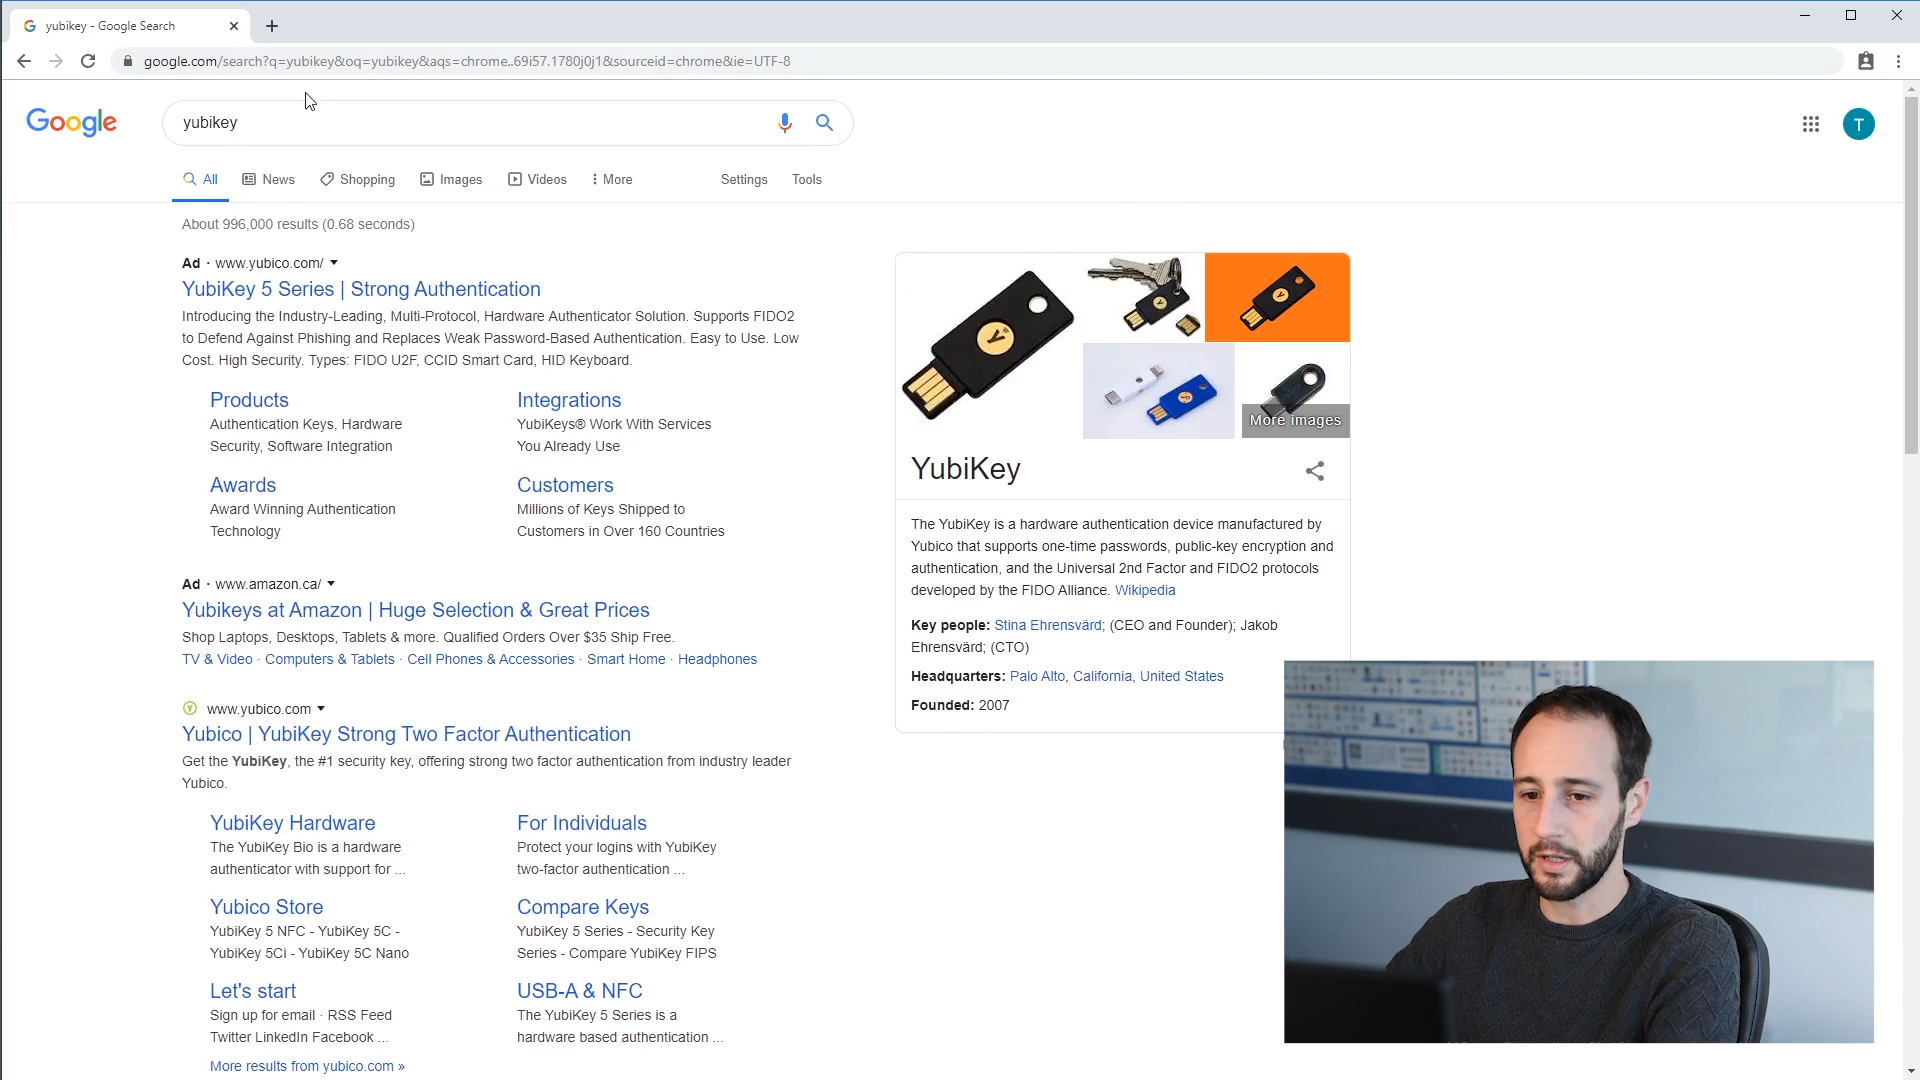 yubikey - Google Search
google.com/search?q=yubikey&oq=yubikey&aqs=chrome..69i57.1780j0j1&sourceid=chrome&ie=UTF-8
Google
yubikey
T
All
News
Shopping
Images
Videos
More
Settings
Tools
About 996,000 results (0.68 seconds)
Ad · www.yubico.com/
YubiKey 5 Series | Strong Authentication
Introducing the Industry-Leading, Multi-Protocol, Hardware Authenticator Solution. Supports FIDO2
to Defend Against Phishing and Replaces Weak Password-Based Authentication. Easy to Use. Low
Cost. High Security. Types: FIDO U2F, CCID Smart Card, HID Keyboard.
Products
Authentication Keys, Hardware
Security, Software Integration
Integrations
YubiKeys® Work With Services
You Already Use
Awards
Award Winning Authentication
Technology
Customers
Millions of Keys Shipped to
Customers in Over 160 Countries
Ad · www.amazon.ca/
Yubikeys at Amazon | Huge Selection & Great Prices
Shop Laptops, Desktops, Tablets & more. Qualified Orders Over $35 Ship Free.
TV & Video · Computers & Tablets · Cell Phones & Accessories · Smart Home · Headphones
www.yubico.com
Yubico | YubiKey Strong Two Factor Authentication
Get the YubiKey, the #1 security key, offering strong two factor authentication from industry leader
Yubico.
YubiKey Hardware
The YubiKey Bio is a hardware
authenticator with support for ...
For Individuals
Protect your logins with YubiKey
two-factor authentication ...
Yubico Store
YubiKey 5 NFC - YubiKey 5C -
YubiKey 5Ci - YubiKey 5C Nano
Compare Keys
YubiKey 5 Series - Security Key
Series - Compare YubiKey FIPS
Let's start
Sign up for email · RSS Feed
Twitter LinkedIn Facebook ...
USB-A & NFC
The YubiKey 5 Series is a
hardware based authentication ...
More results from yubico.com »
More images
YubiKey
The YubiKey is a hardware authentication device manufactured by
Yubico that supports one-time passwords, public-key encryption and
authentication, and the Universal 2nd Factor and FIDO2 protocols
developed by the FIDO Alliance. Wikipedia
Key people: Stina Ehrensvärd; (CEO and Founder); Jakob
Ehrensvärd; (CTO)
Headquarters: Palo Alto, California, United States
Founded: 2007